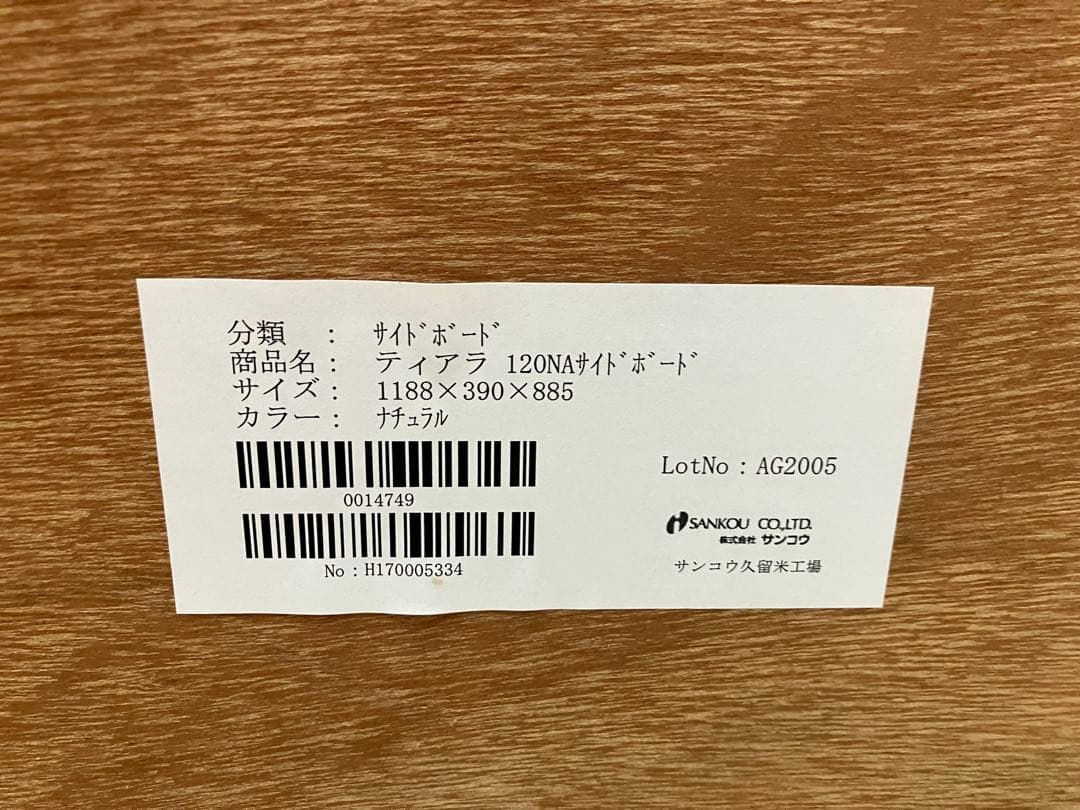 分類 : ｻｲﾄﾞﾎﾞｰﾄﾞ
商品名 : ティアラ 120NAｻｲﾄﾞﾎﾞｰﾄﾞ
サイズ : 1188×390×885
カラー : ﾅﾁｭﾗﾙ
0014749
No : H170005334
LotNo : AG2005
SANKOU CO.,LTD.
株式会社 サンコウ
サンコウ久留米工場